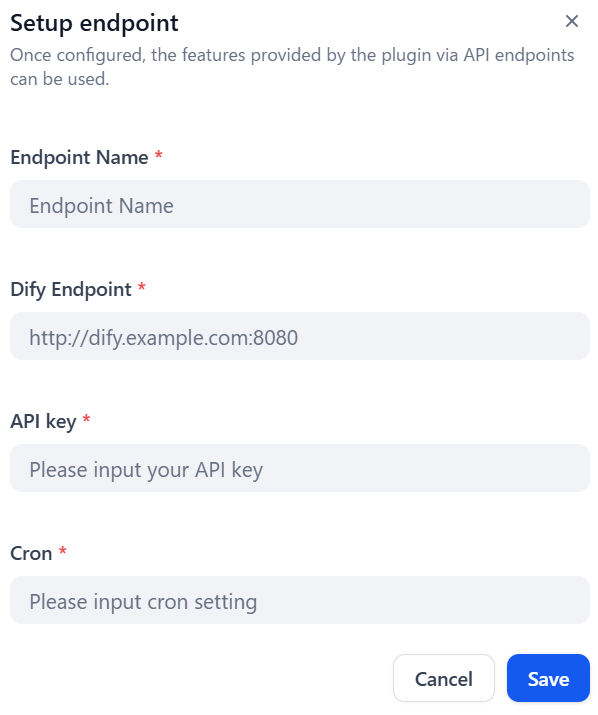 Setup endpoint
Once configured, the features provided by the plugin via API endpoints
can be used.
Endpoint Name *
Endpoint Name
Dify Endpoint *
http://dify.example.com:8080
API key *
Please input your API key
Cron *
Please input cron setting
Cancel Save